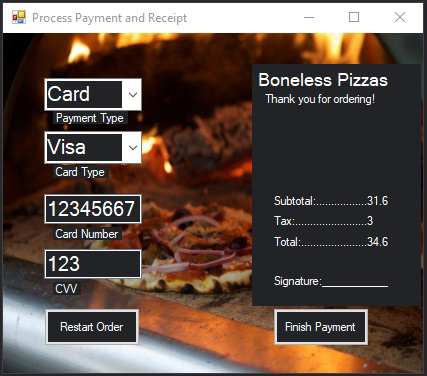 Process Payment and Receipt
Card
Payment Type
Visa
Card Type
12345667
Card Number
123
CVV
Restart Order
Boneless Pizzas
Thank you for ordering!
Subtotal:.................31.6
Tax:........................3
Total:......................34.6
Signature:___________
Finish Payment